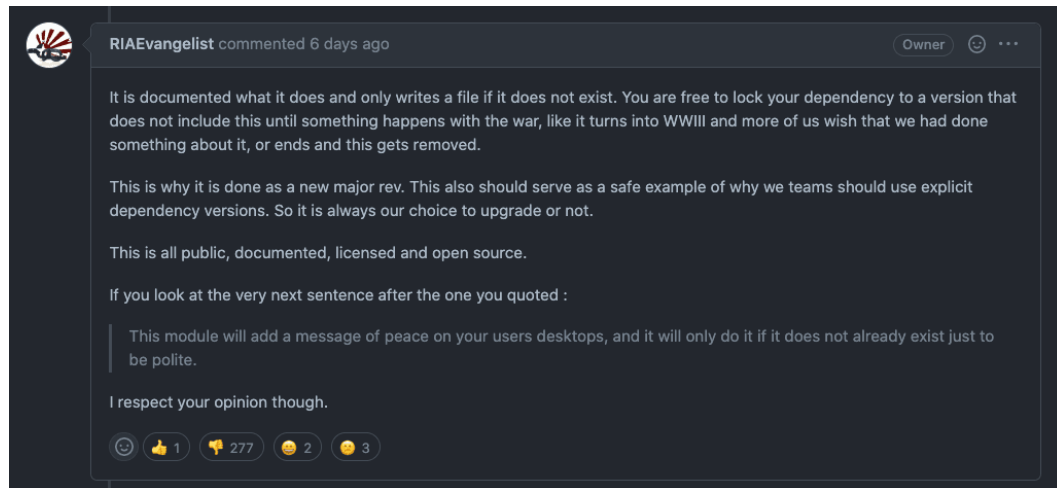 RIAEvangelist commented 6 days ago Owner
It is documented what it does and only writes a file if it does not exist. You are free to lock your dependency to a version that
does not include this until something happens with the war, like it turns into WWIII and more of us wish that we had done
something about it, or ends and this gets removed.
This is why it is done as a new major rev. This also should serve as a safe example of why we teams should use explicit
dependency versions. So it is always our choice to upgrade or not.
This is all public, documented, licensed and open source.
If you look at the very next sentence after the one you quoted :
This module will add a message of peace on your users desktops, and it will only do it if it does not already exist just to
be polite.
I respect your opinion though.
👍 1 👎 277 😄 2 😕 3